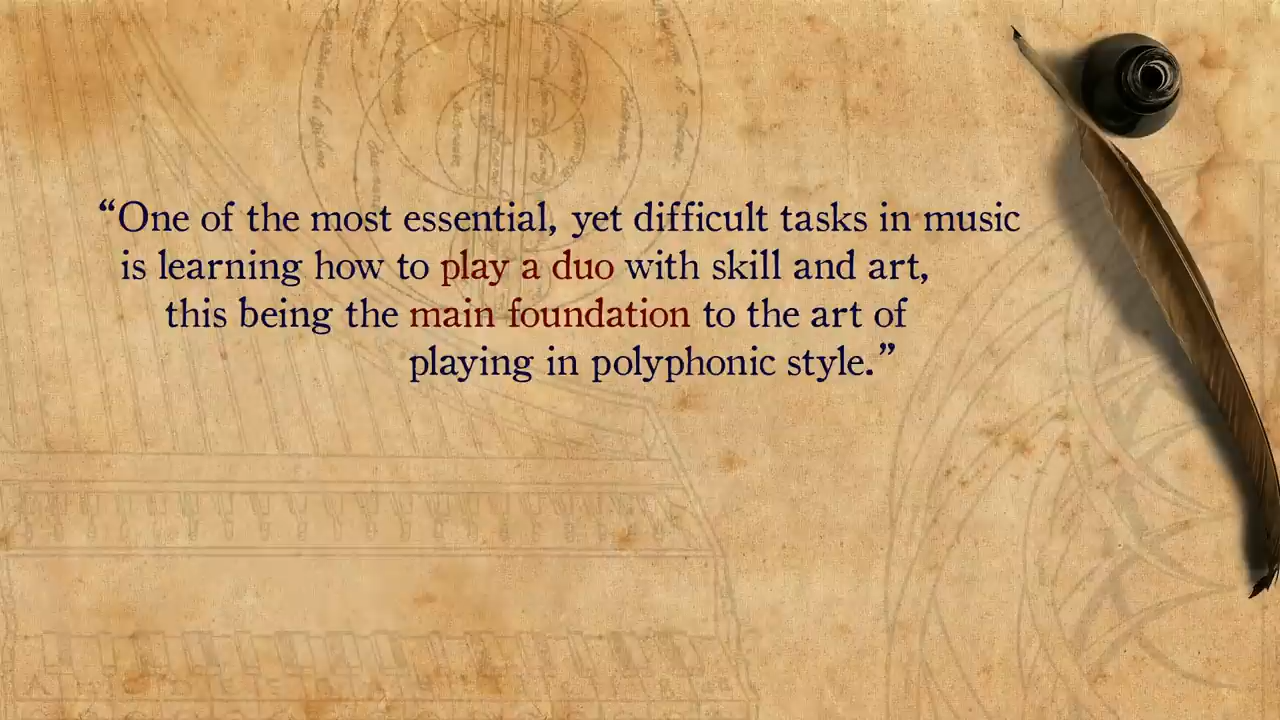 “One of the most essential, yet difficult tasks in music
is learning how to play a duo with skill and art,
this being the main foundation to the art of
playing in polyphonic style.”